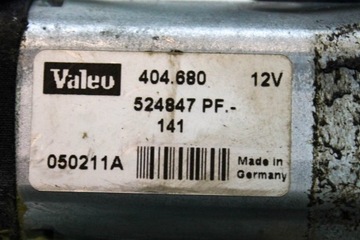 Valeo 404.680 12V
524847 PF.-
141
050211A Made in
Germany